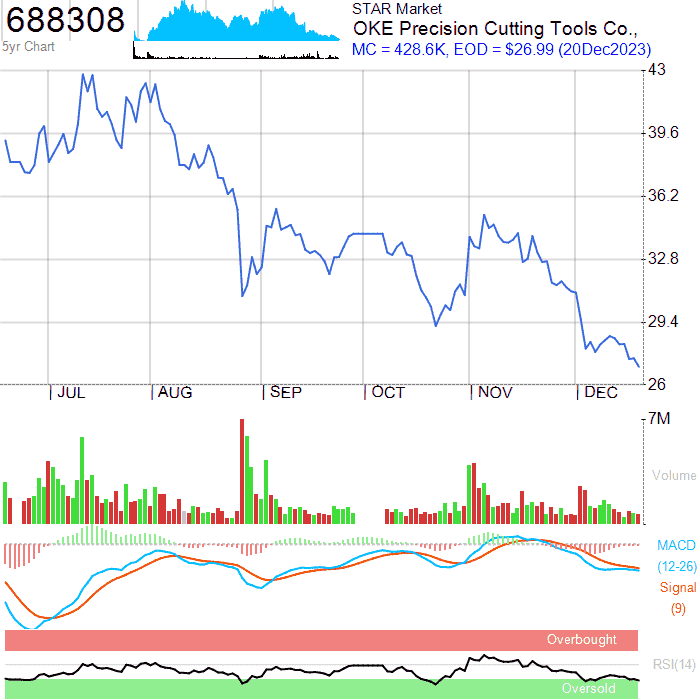 688308
5yr Chart
STAR Market
OKE Precision Cutting Tools Co.,
MC = 428.6K, EOD = $26.99 (20Dec2023)
43
39.6
36.2
32.8
29.4
26
JUL AUG SEP OCT NOV DEC
7M
Volume
MACD
(12-26)
Signal
(9)
Overbought
RSI(14)
Oversold